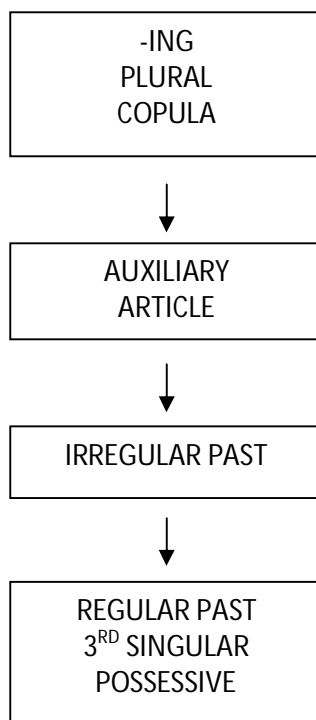 -ING
PLURAL
COPULA
AUXILIARY
ARTICLE
IRREGULAR PAST
REGULAR PAST
3RD SINGULAR
POSSESSIVE